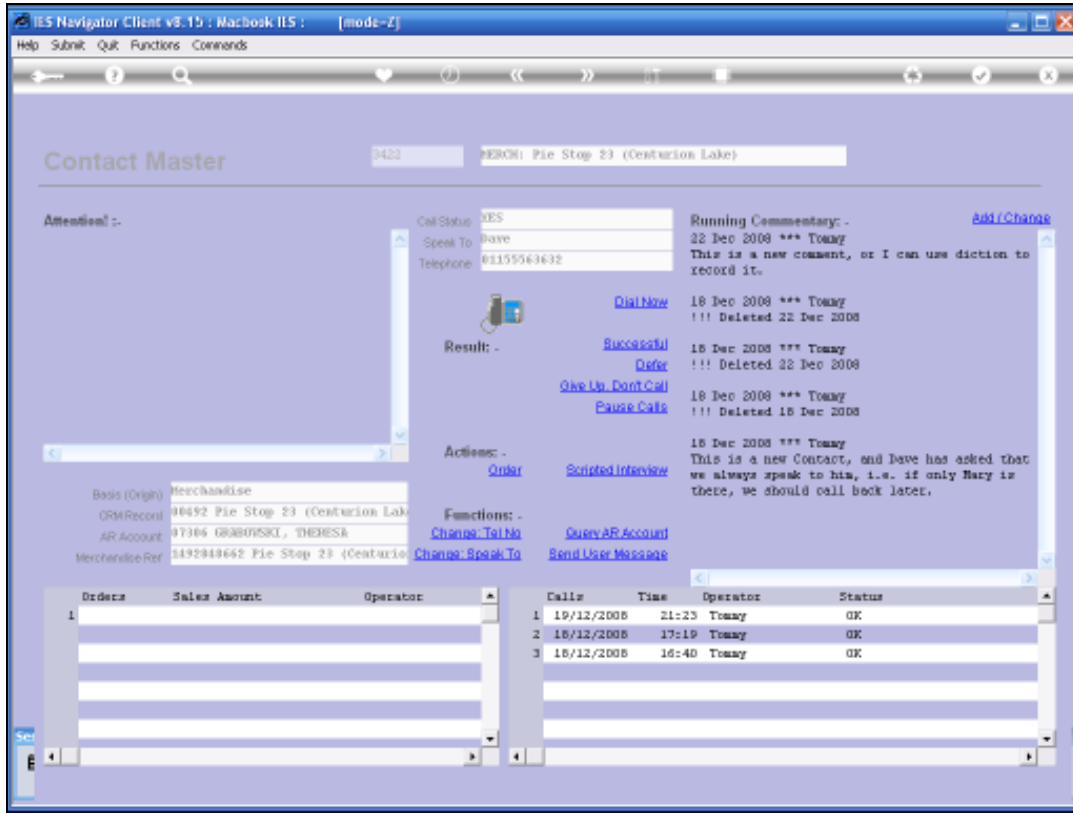 IES Navigator Client v8.15 : Macbook IES : [mode=Z]
Help Submit Quit Functions Commands
Contact Master 3422 MERCH: Pie Stop 23 (Centurion Lake)
Attention! :-
Call Status YES
Speak To Dave
Telephone 01155563632
Dial Now
Result: -
Successful
Defer
Give Up, Don't Call
Pause Calls
Actions: -
Order Scripted Interview
Functions: -
Change: Tel No Query AR Account
Change: Speak To Send User Message
Running Commentary: - Add / Change
22 Dec 2008 *** Tommy
This is a new comment, or I can use diction to
record it.
18 Dec 2008 *** Tommy
!!! Deleted 22 Dec 2008
18 Dec 2008 *** Tommy
!!! Deleted 22 Dec 2008
18 Dec 2008 *** Tommy
!!! Deleted 18 Dec 2008
18 Dec 2008 *** Tommy
This is a new Contact, and Dave has asked that
we always speak to him, i.e. if only Mary is
there, we should call back later.
Basis (Origin) Merchandise
CRM Record 00492 Pie Stop 23 (Centurion Lak
AR Account 07306 GRABOWSKI, THERESA
Merchandise Ref 1492848662 Pie Stop 23 (Centurio
Orders Sales Amount Operator
1
Calls Time Operator Status
1 19/12/2008 21:23 Tommy OK
2 18/12/2008 17:19 Tommy OK
3 18/12/2008 16:40 Tommy OK